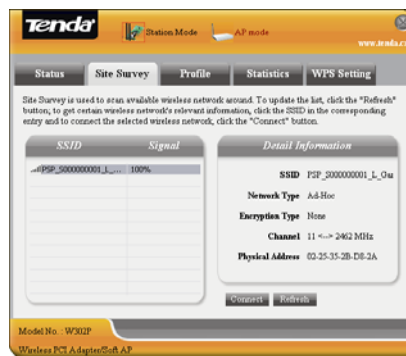 Tenda
Station Mode
AP mode
www.tenda.c
Status
Site Survey
Profile
Statistics
WPS Setting
Site Survey is used to scan available wireless network around. To update the list, click the "Refresh"
button; to get certain wireless network's relevant information, click the SSID in the corresponding
entry and to connect the selected wireless network, click the "Connect" button.
SSID Signal
PSP_S000000001_L_... 100%
Detail Information
SSID PSP_S000000001_L_Gu
Network Type Ad-Hoc
Encryption Type None
Channel 11 <--> 2462 MHz
Physical Address 02-25-35-2B-D8-2A
Connect
Refresh
Model No. : W302P
Wireless PCI Adapter/Soft AP